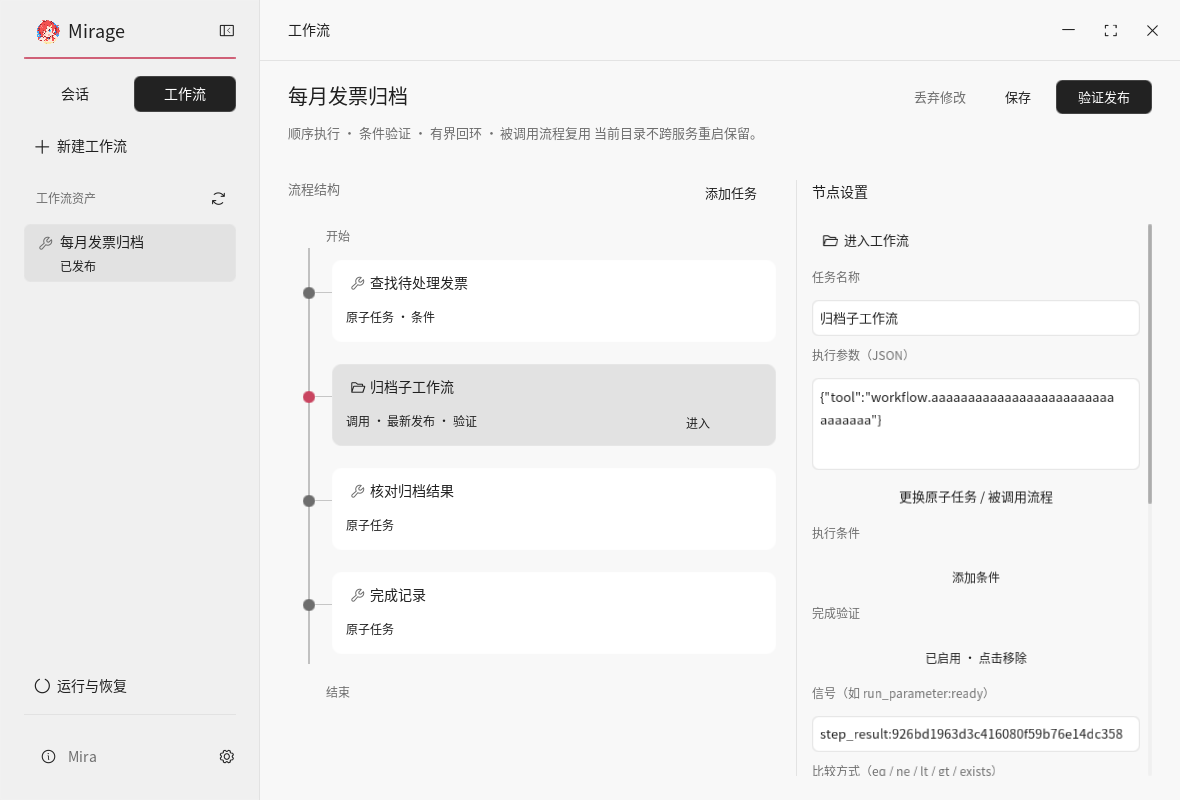 Mirage
会话
工作流
新建工作流
工作流资产
每月发票归档
已发布
运行与恢复
Mira
工作流
每月发票归档
丢弃修改
保存
验证发布
顺序执行 · 条件验证 · 有界回环 · 被调用流程复用 当前目录不跨服务重启保留。
流程结构
添加任务
开始
查找待处理发票
原子任务 · 条件
归档子工作流
调用 · 最新发布 · 验证
进入
核对归档结果
原子任务
完成记录
原子任务
结束
节点设置
进入工作流
任务名称
归档子工作流
执行参数（JSON）
{"tool":"workflow.aaaaaaaaaaaaaaaaaaaaaaaaa
aaaaaaa"}
更换原子任务 / 被调用流程
执行条件
添加条件
完成验证
已启用 · 点击移除
信号（如 run_parameter:ready）
step_result:926bd1963d3c416080f59b76e14dc358
比较方式（eq / ne / lt / gt / exists）